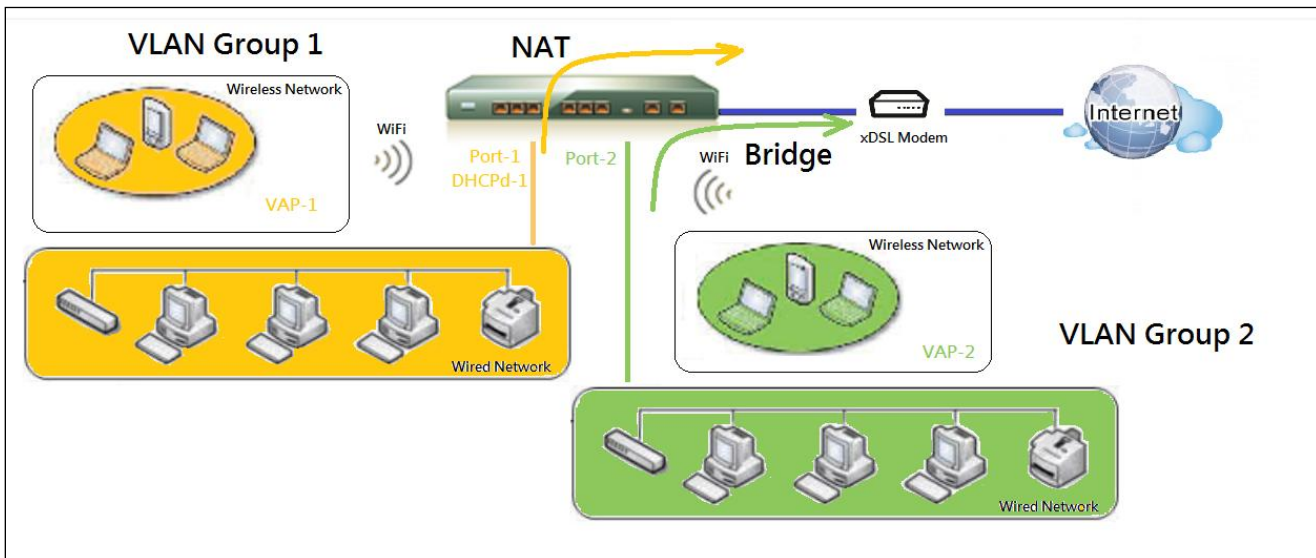 VLAN Group 1
NAT
Wireless Network
WiFi
VAP-1
Port-1
DHCPd-1
Port-2
WiFi
Bridge
xDSL Modem
Internet
Wired Network
Wireless Network
VAP-2
VLAN Group 2
Wired Network